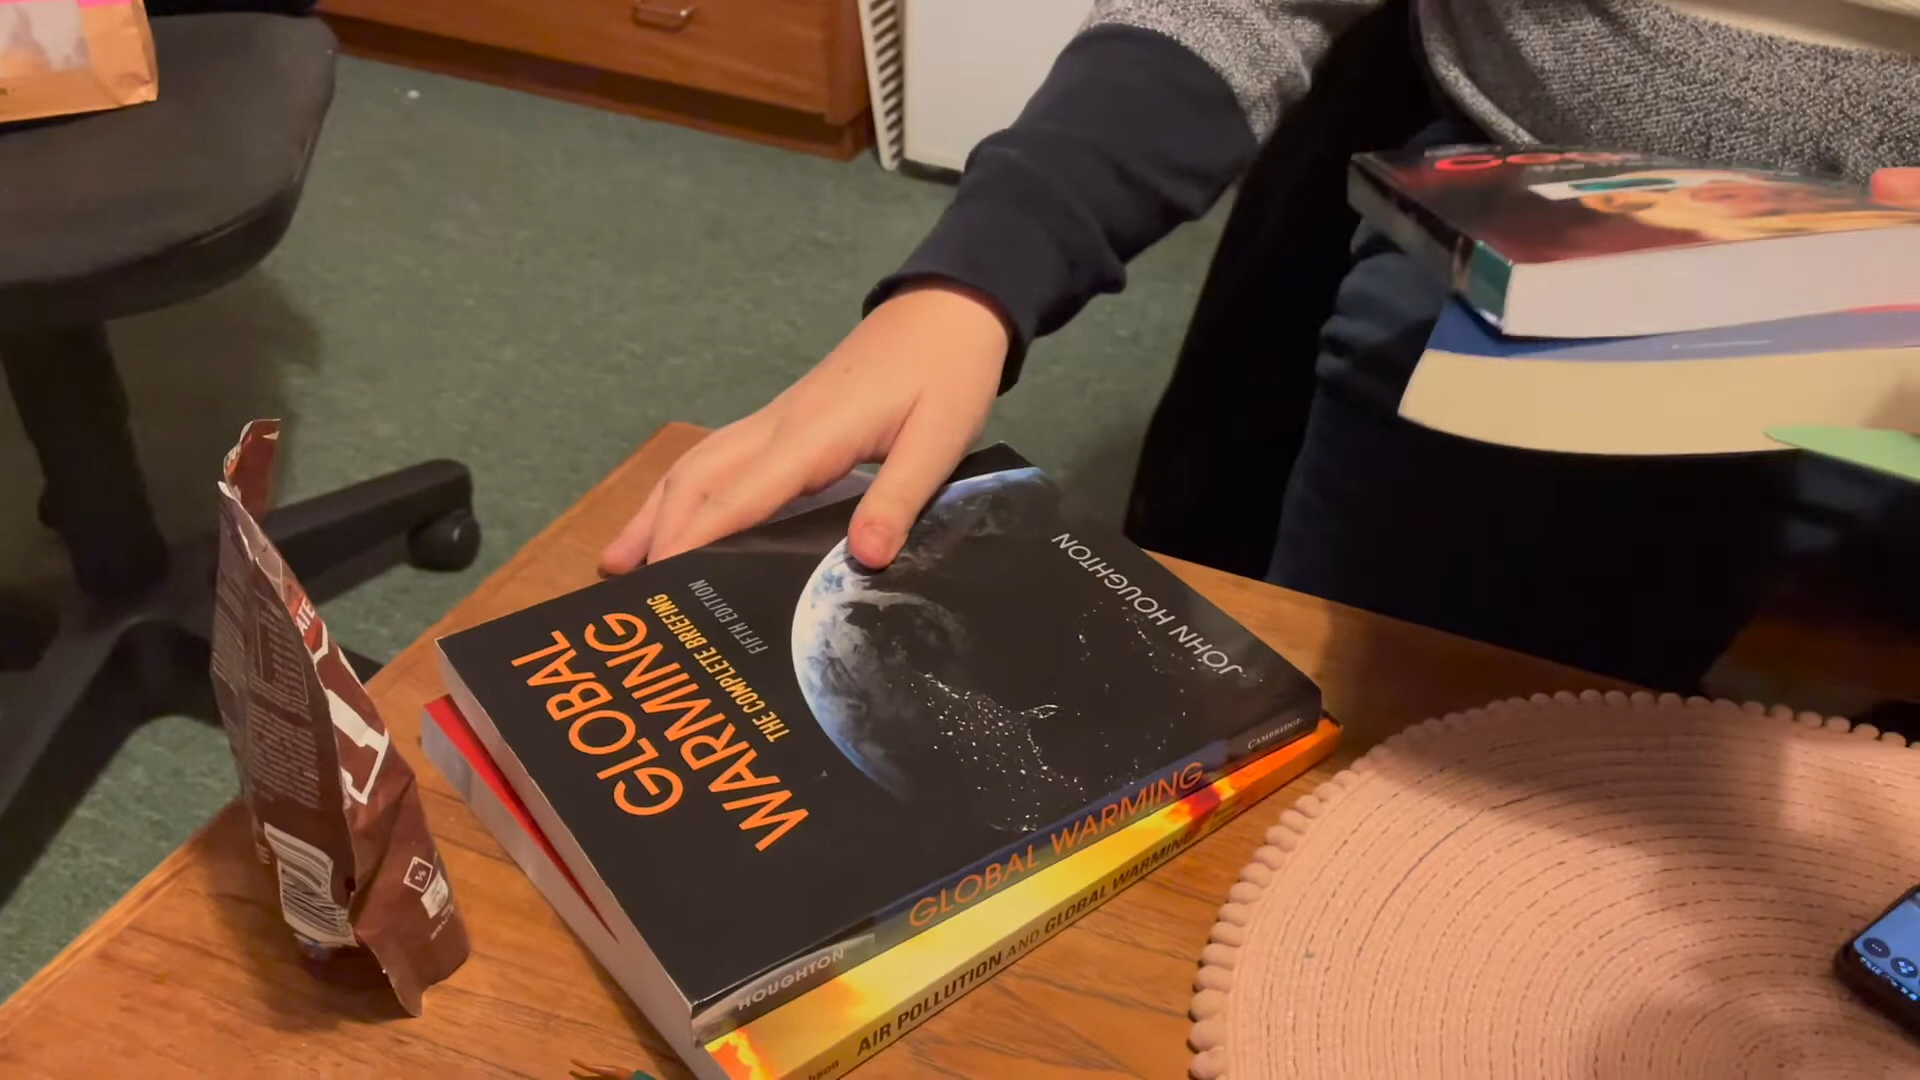 GLOBAL
WARMING
THE COMPLETE BRIEFING
FIFTH EDITION
JOHN HOUGHTON
HOUGHTON
GLOBAL WARMING
CAMBRIDGE
AIR POLLUTION AND GLOBAL WARMING